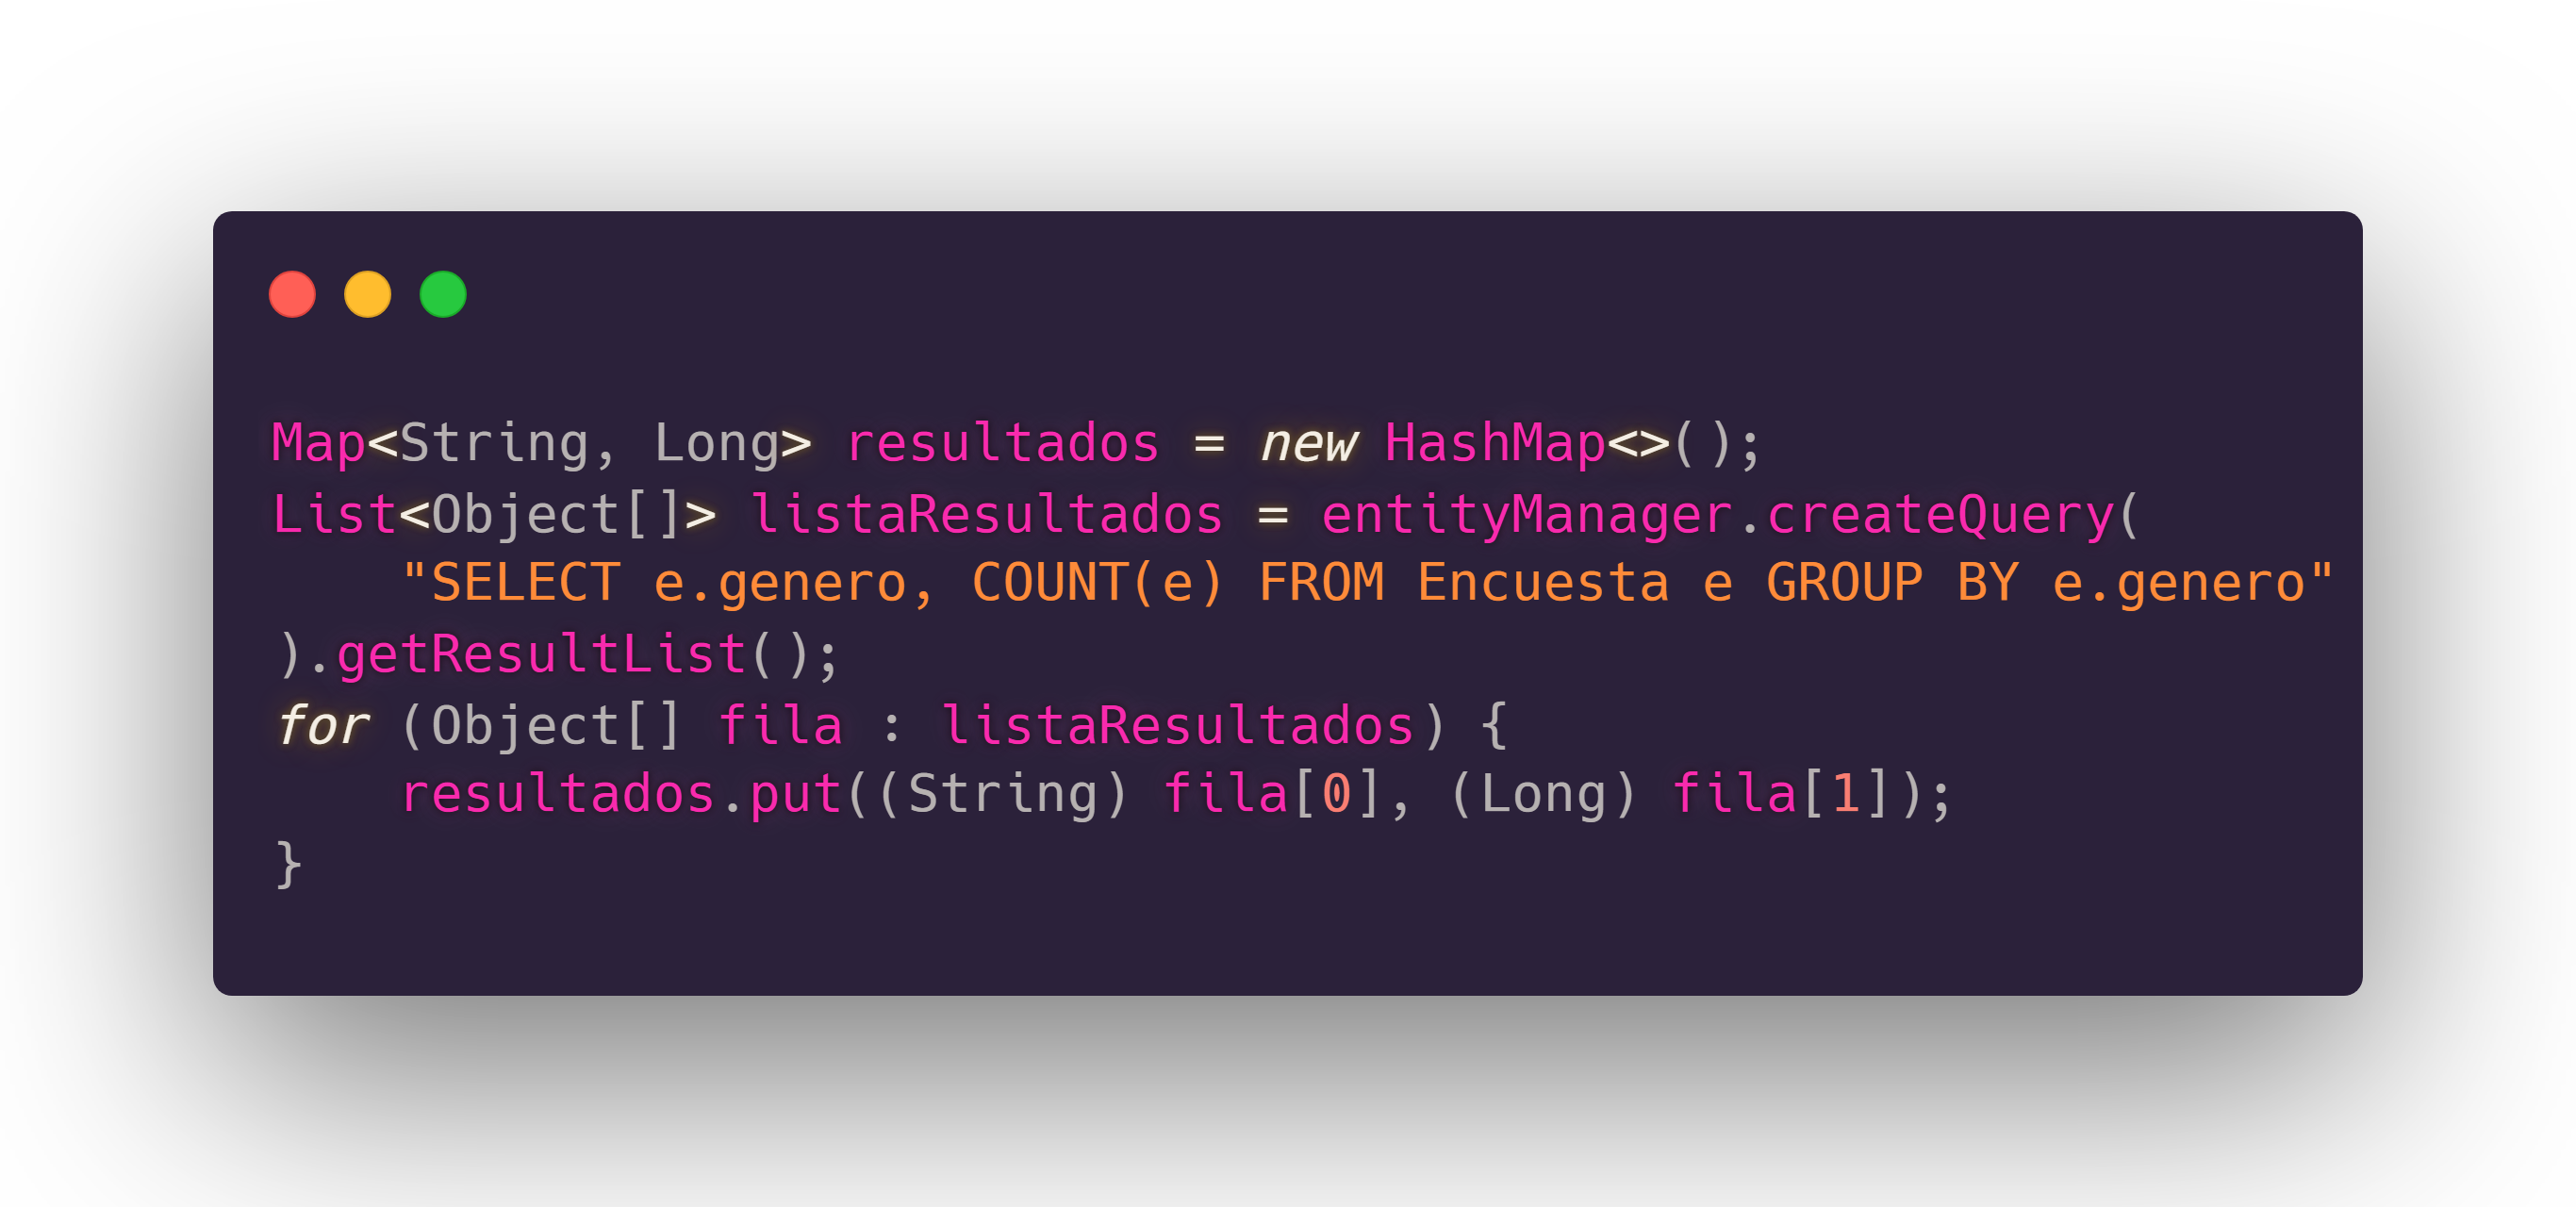 Map<String, Long> resultados = new HashMap<>();
List<Object[]> listaResultados = entityManager.createQuery(
    "SELECT e.genero, COUNT(e) FROM Encuesta e GROUP BY e.genero"
).getResultList();
for (Object[] fila : listaResultados) {
    resultados.put((String) fila[0], (Long) fila[1]);
}